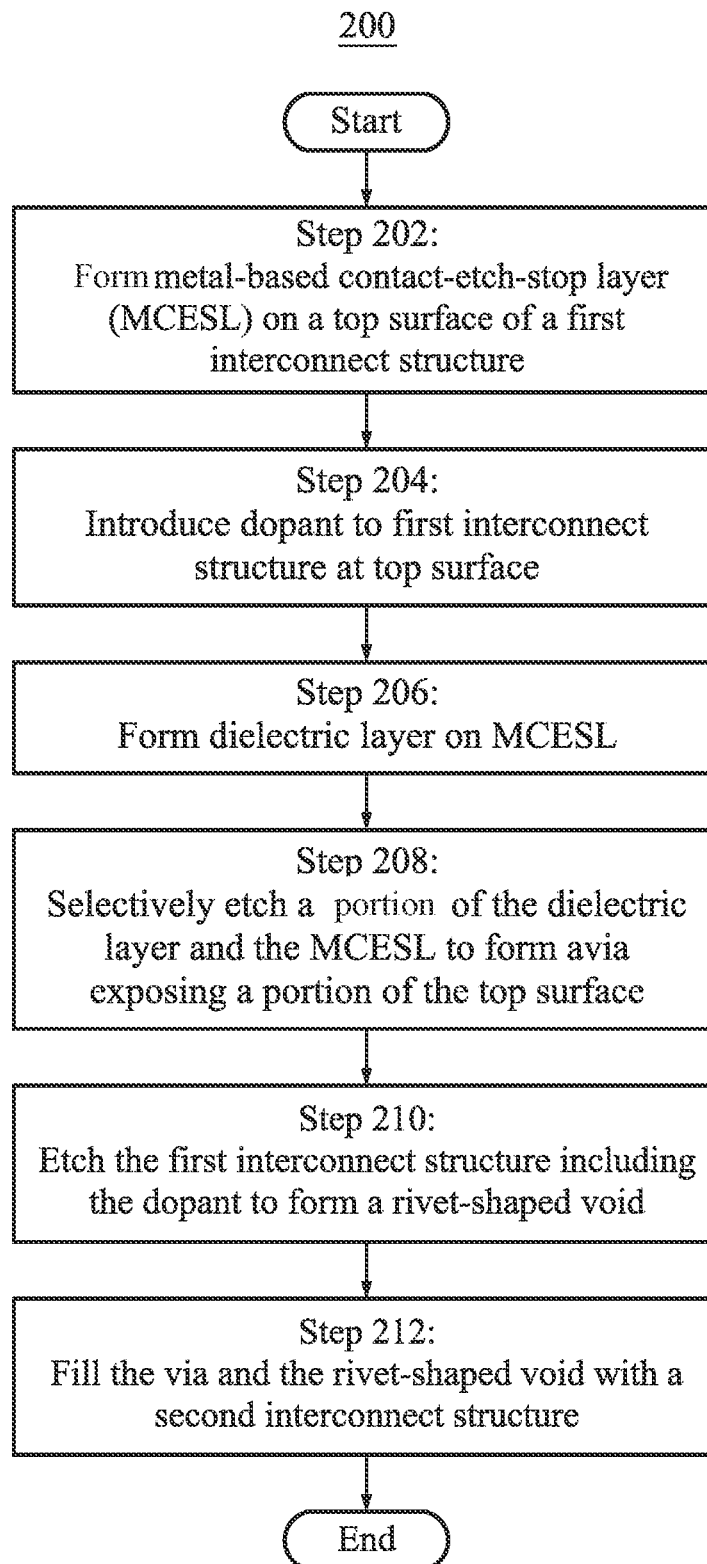 200
Start
Step 202:
Form metal-based contact-etch-stop layer
(MCESL) on a top surface of a first
interconnect structure
Step 204:
Introduce dopant to first interconnect
structure at top surface
Step 206:
Form dielectric layer on MCESL
Step 208:
Selectively etch a portion of the dielectric
layer and the MCESL to form avia
exposing a portion of the top surface
Step 210:
Etch the first interconnect structure including
the dopant to form a rivet-shaped void
Step 212:
Fill the via and the rivet-shaped void with a
second interconnect structure
End